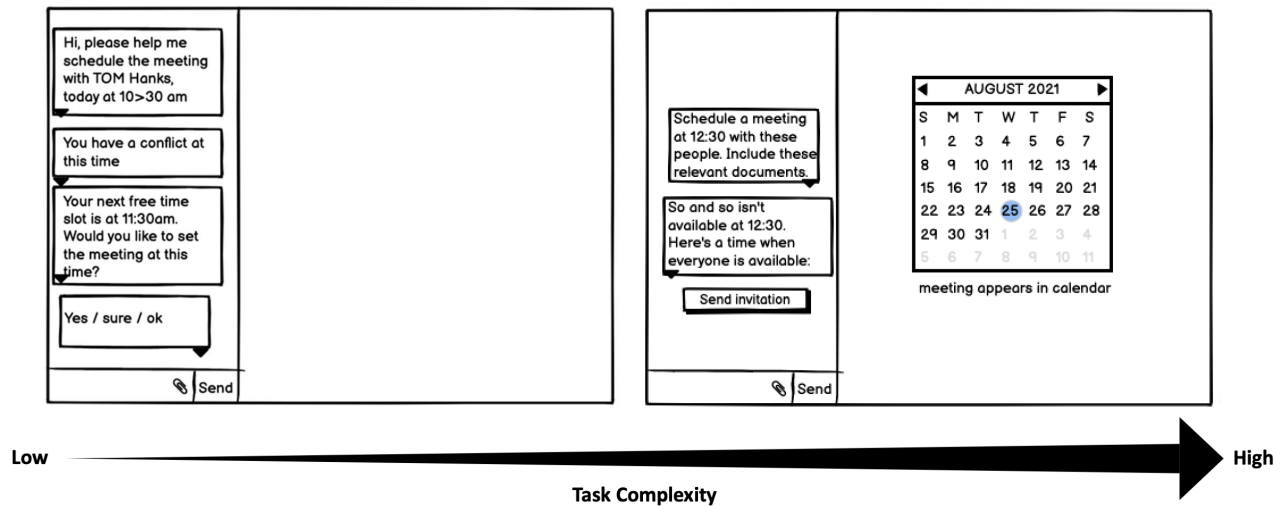 Hi, please help me
schedule the meeting
with TOM Hanks,
today at 10>30 am
You have a conflict at
this time
Your next free time
slot is at 11:30am.
Would you like to set
the meeting at this
time?
Yes / sure / ok
Send
Schedule a meeting
at 12:30 with these
people. Include these
relevant documents.
So and so isn't
available at 12:30.
Here's a time when
everyone is available:
Send invitation
Send
AUGUST 2021
S M T W T F S
1 2 3 4 5 6 7
8 9 10 11 12 13 14
15 16 17 18 19 20 21
22 23 24 25 26 27 28
29 30 31 1 2 3 4
5 6 7 8 9 10 11
meeting appears in calendar
Low
High
Task Complexity